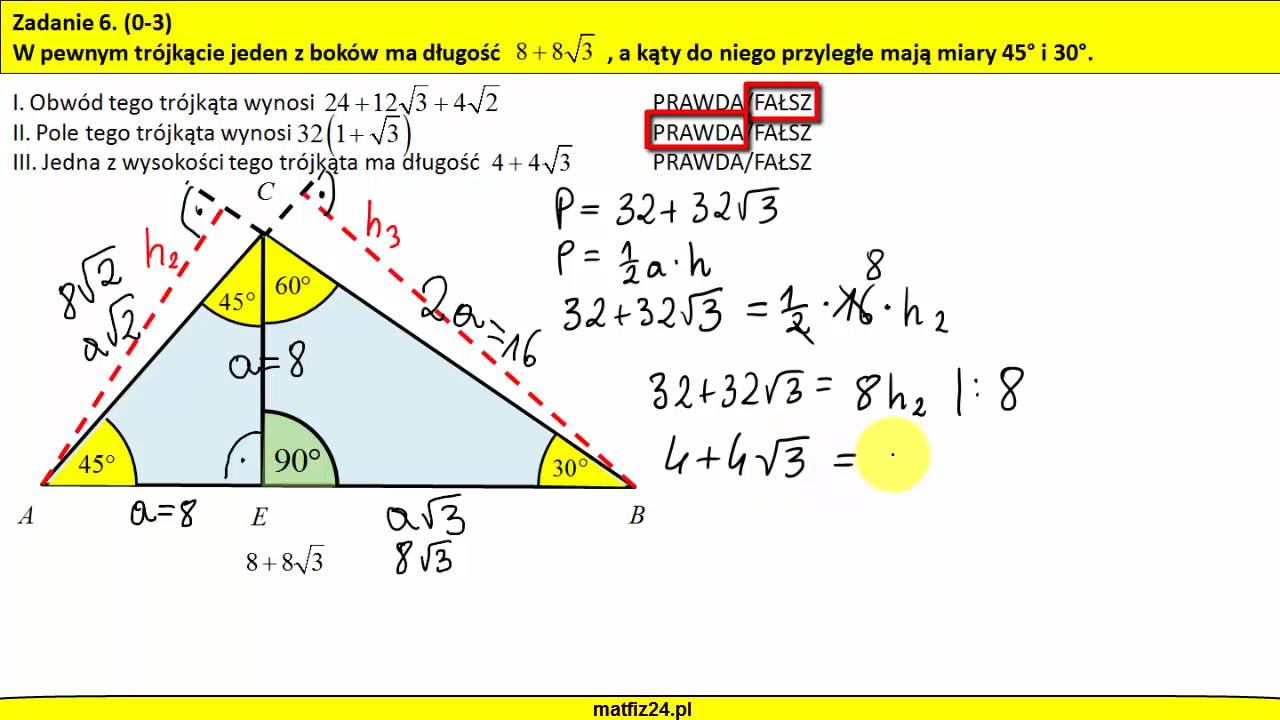 Zadanie 6. (0-3)
W pewnym trójkącie jeden z boków ma długość 8+8√3 , a kąty do niego przyległe mają miary 45° i 30°.
I. Obwód tego trójkąta wynosi 24+12√3+4√2 PRAWDA/FAŁSZ
II. Pole tego trójkąta wynosi 32(1+√3) PRAWDA/FAŁSZ
III. Jedna z wysokości tego trójkąta ma długość 4+4√3 PRAWDA/FAŁSZ
C
h₂
h₃
8√2
a√2
45°
60°
2a=16
a=8
45°
90°
30°
A
a=8
E
a√3
B
8+8√3
8√3
P= 32+32√3
P= ½a·h
8
32+32√3 = ½·16·h₂
32+32√3= 8h₂ |:8
4+4√3 =
matfiz24.pl